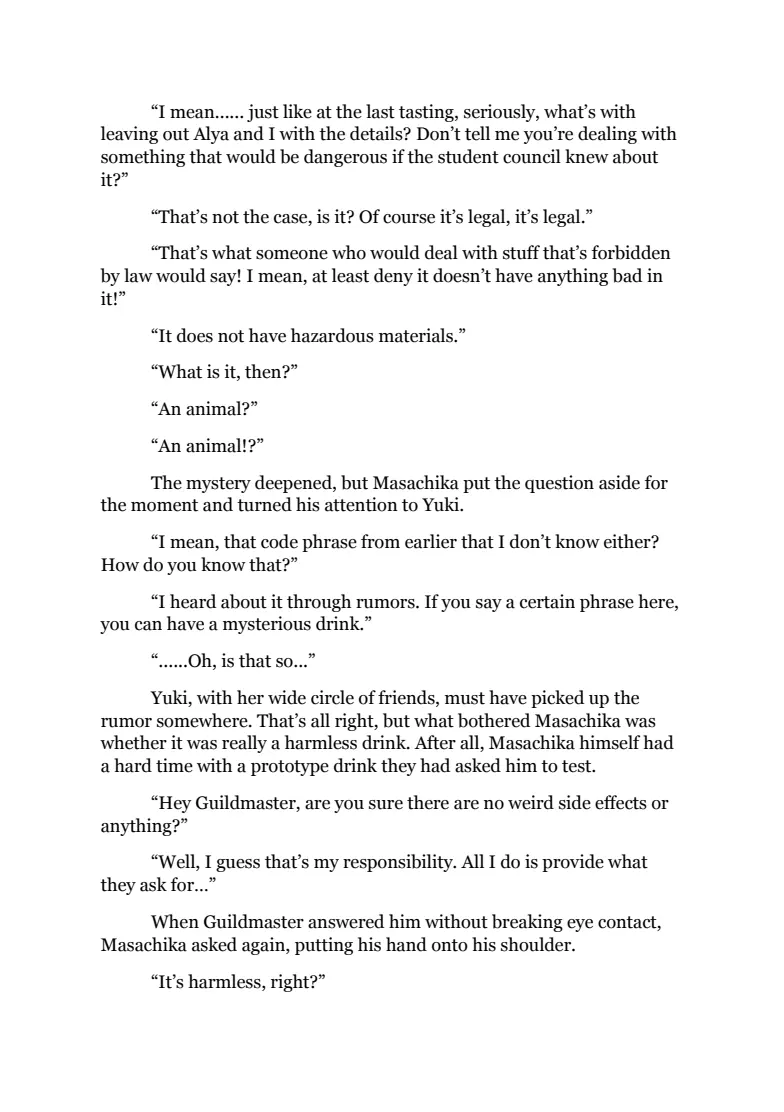 “I mean...... just like at the last tasting, seriously, what’s with
leaving out Alya and I with the details? Don’t tell me you’re dealing with
something that would be dangerous if the student council knew about
it?”
“That’s not the case, is it? Of course it’s legal, it’s legal.”
“That’s what someone who would deal with stuff that’s forbidden
by law would say! I mean, at least deny it doesn’t have anything bad in
it!”
“It does not have hazardous materials.”
“What is it, then?”
“An animal?”
“An animal!?”
The mystery deepened, but Masachika put the question aside for
the moment and turned his attention to Yuki.
“I mean, that code phrase from earlier that I don’t know either?
How do you know that?”
“I heard about it through rumors. If you say a certain phrase here,
you can have a mysterious drink.”
“......Oh, is that so...”
Yuki, with her wide circle of friends, must have picked up the
rumor somewhere. That’s all right, but what bothered Masachika was
whether it was really a harmless drink. After all, Masachika himself had
a hard time with a prototype drink they had asked him to test.
“Hey Guildmaster, are you sure there are no weird side effects or
anything?”
“Well, I guess that’s my responsibility. All I do is provide what
they ask for...”
When Guildmaster answered him without breaking eye contact,
Masachika asked again, putting his hand onto his shoulder.
“It’s harmless, right?”